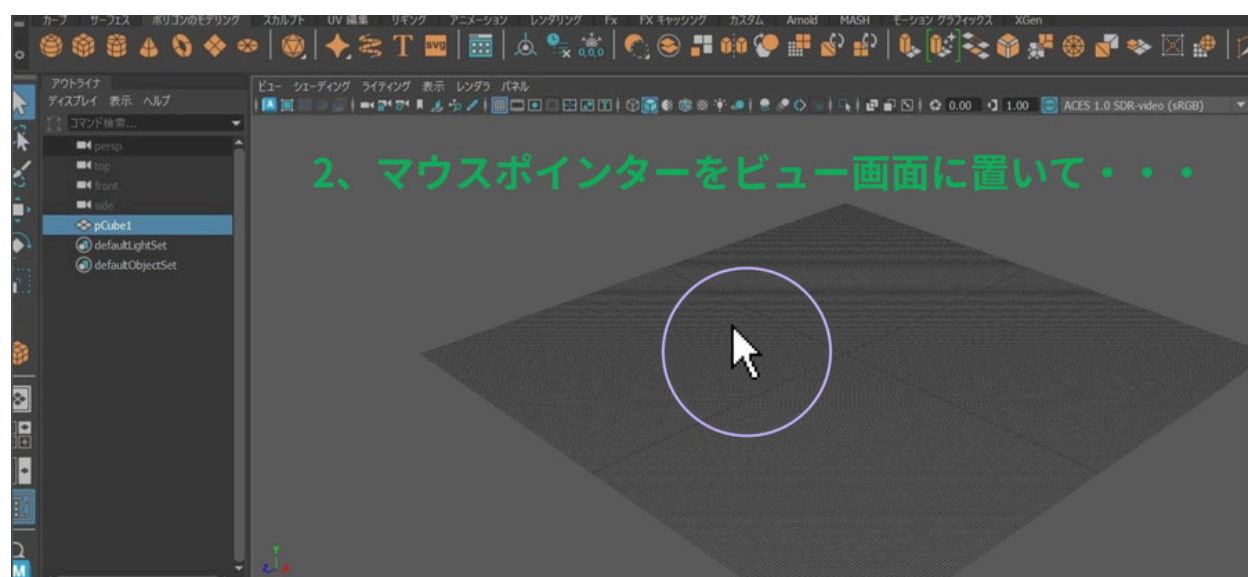 カーブ サーフェス ポリゴンのモデリング スカルプト UV 編集 リギング アニメーション レンダリング Fx FX キャッシング カスタム Arnold MASH モーション グラフィックス XGen
T SVG 0,0,0
アウトライナ
ディスプレイ 表示 ヘルプ
コマンド検索...
persp
top
front
side
pCube1
defaultLightSet
defaultObjectSet
ビュー シェーディング ライティング 表示 レンダラ パネル
0.00 1.00 ACES 1.0 SDR-video (sRGB)
2、マウスポインターをビュー画面に置いて・・・
Y
Z X
M